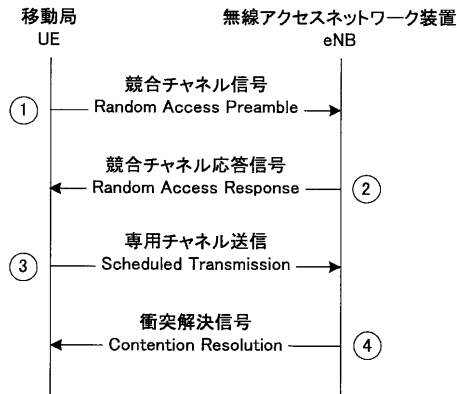 移動局
UE
無線アクセスネットワーク装置
eNB
競合チャネル信号
① Random Access Preamble
競合チャネル応答信号
Random Access Response ②
専用チャネル送信
③ Scheduled Transmission
衝突解決信号
Contention Resolution ④